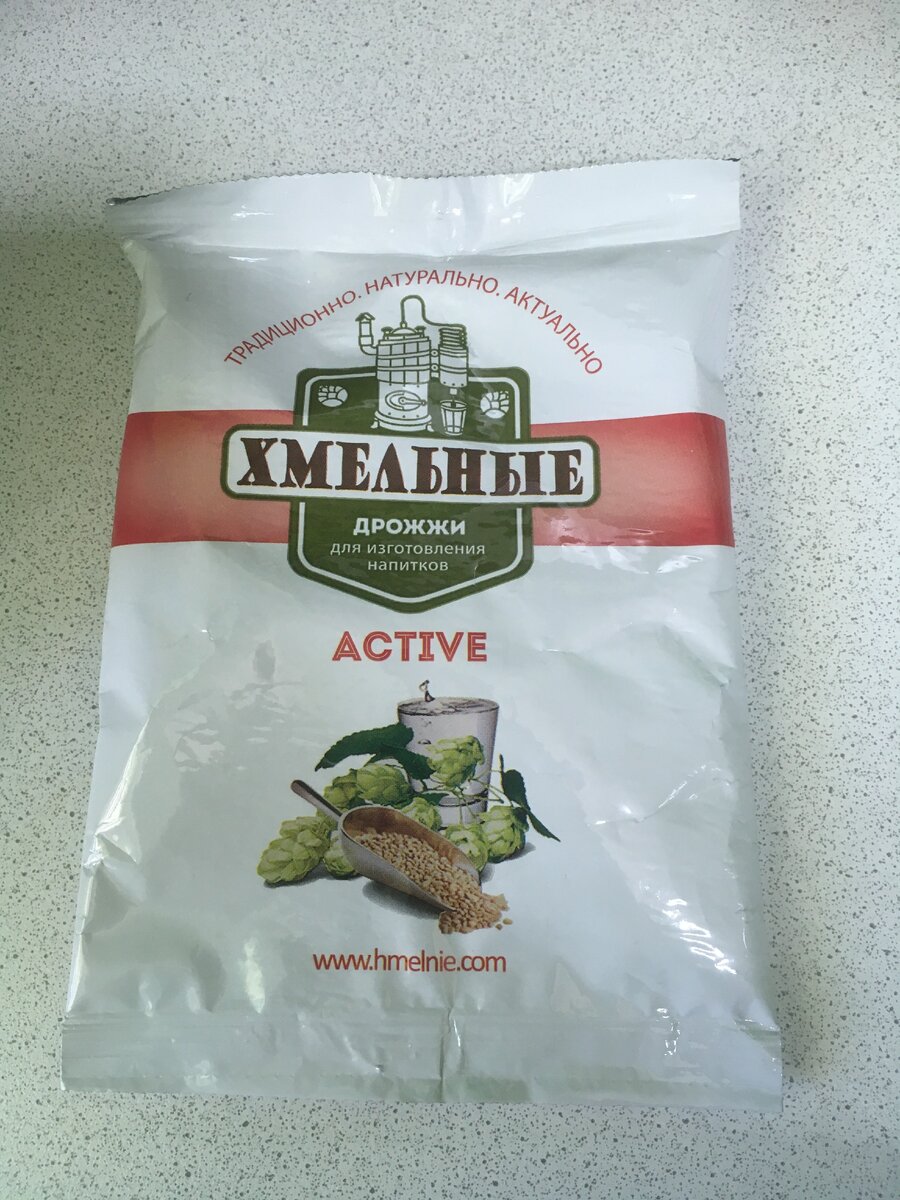 ТРАДИЦИОННО. НАТУРАЛЬНО. АКТУАЛЬНО
ХМЕЛЬНЫЕ
ДРОЖЖИ
для изготовления
напитков
ACTIVE
www.hmelnie.com